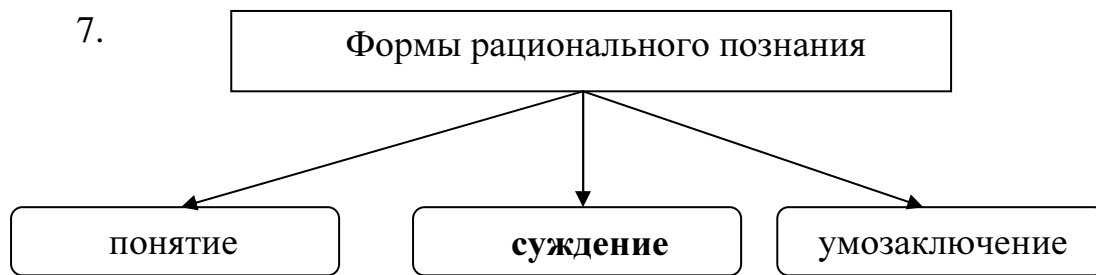 7.
Формы рационального познания
понятие
суждение
умозаключение